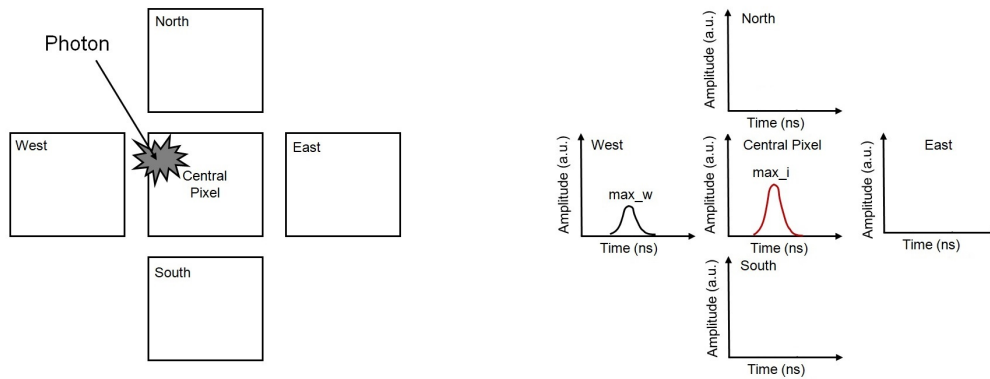 North
Photon
West
Central
Pixel
East
South
North
Amplitude (a.u.)
Time (ns)
West
max_w
Amplitude (a.u.)
Time (ns)
Central Pixel
max_i
Amplitude (a.u.)
Time (ns)
East
Amplitude (a.u.)
Time (ns)
South
Amplitude (a.u.)
Time (ns)